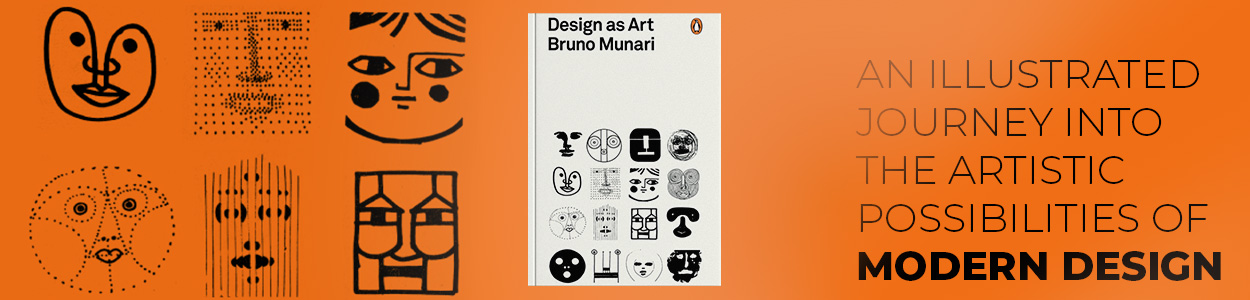 Design as Art
Bruno Munari
AN ILLUSTRATED
JOURNEY INTO
THE ARTISTIC
POSSIBILITIES OF
MODERN DESIGN